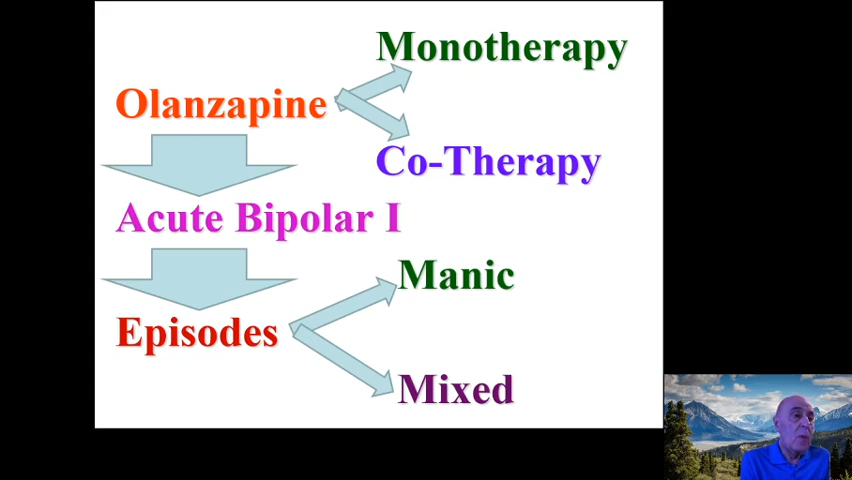 Monotherapy
Olanzapine
Co-Therapy
Acute Bipolar I
Manic
Episodes
Mixed